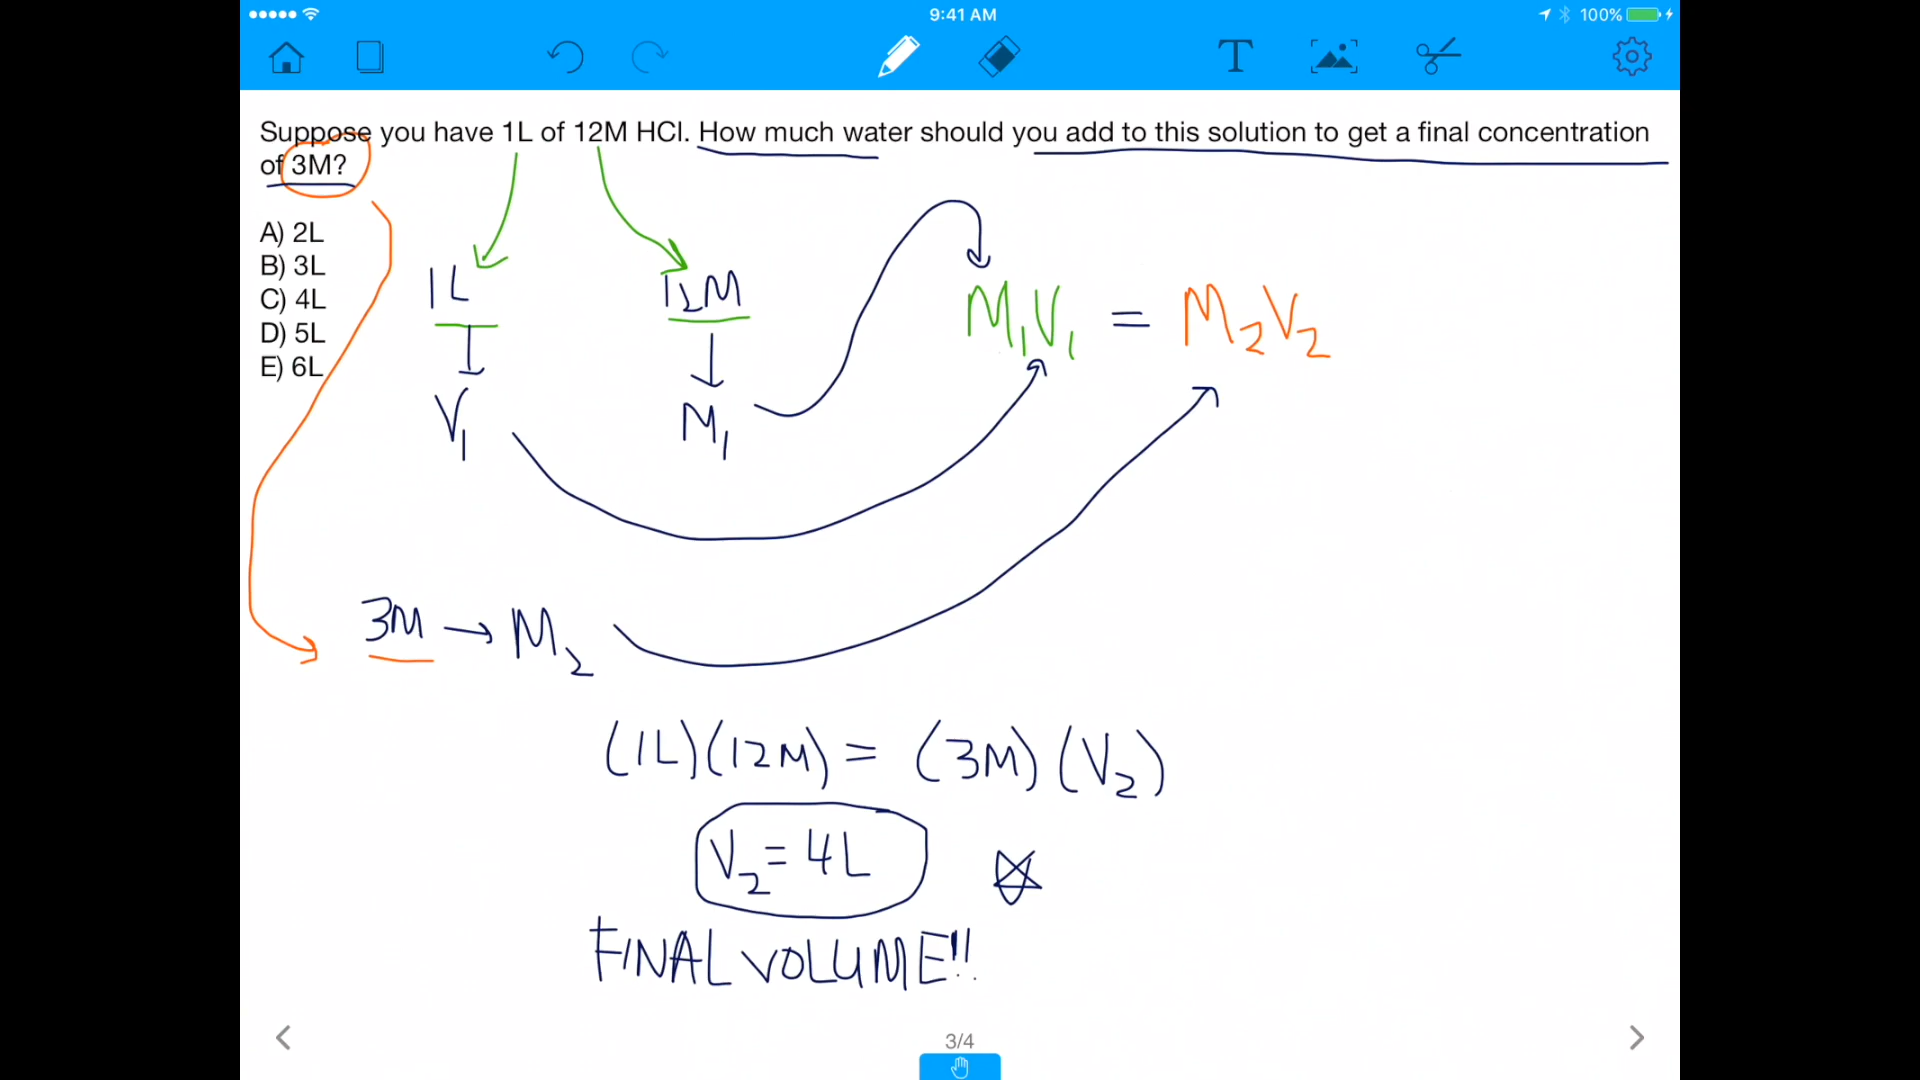 9:41 AM
100%
T
Suppose you have 1L of 12M HCl. How much water should you add to this solution to get a final concentration
of 3M?
A) 2L
B) 3L
C) 4L
D) 5L
E) 6L
1L
12M
M₁V₁ = M₂V₂
V₁
M₁
3M → M₂
(1L)(12M) = (3M)(V₂)
V₂ = 4L
FINAL VOLUME!!
3/4